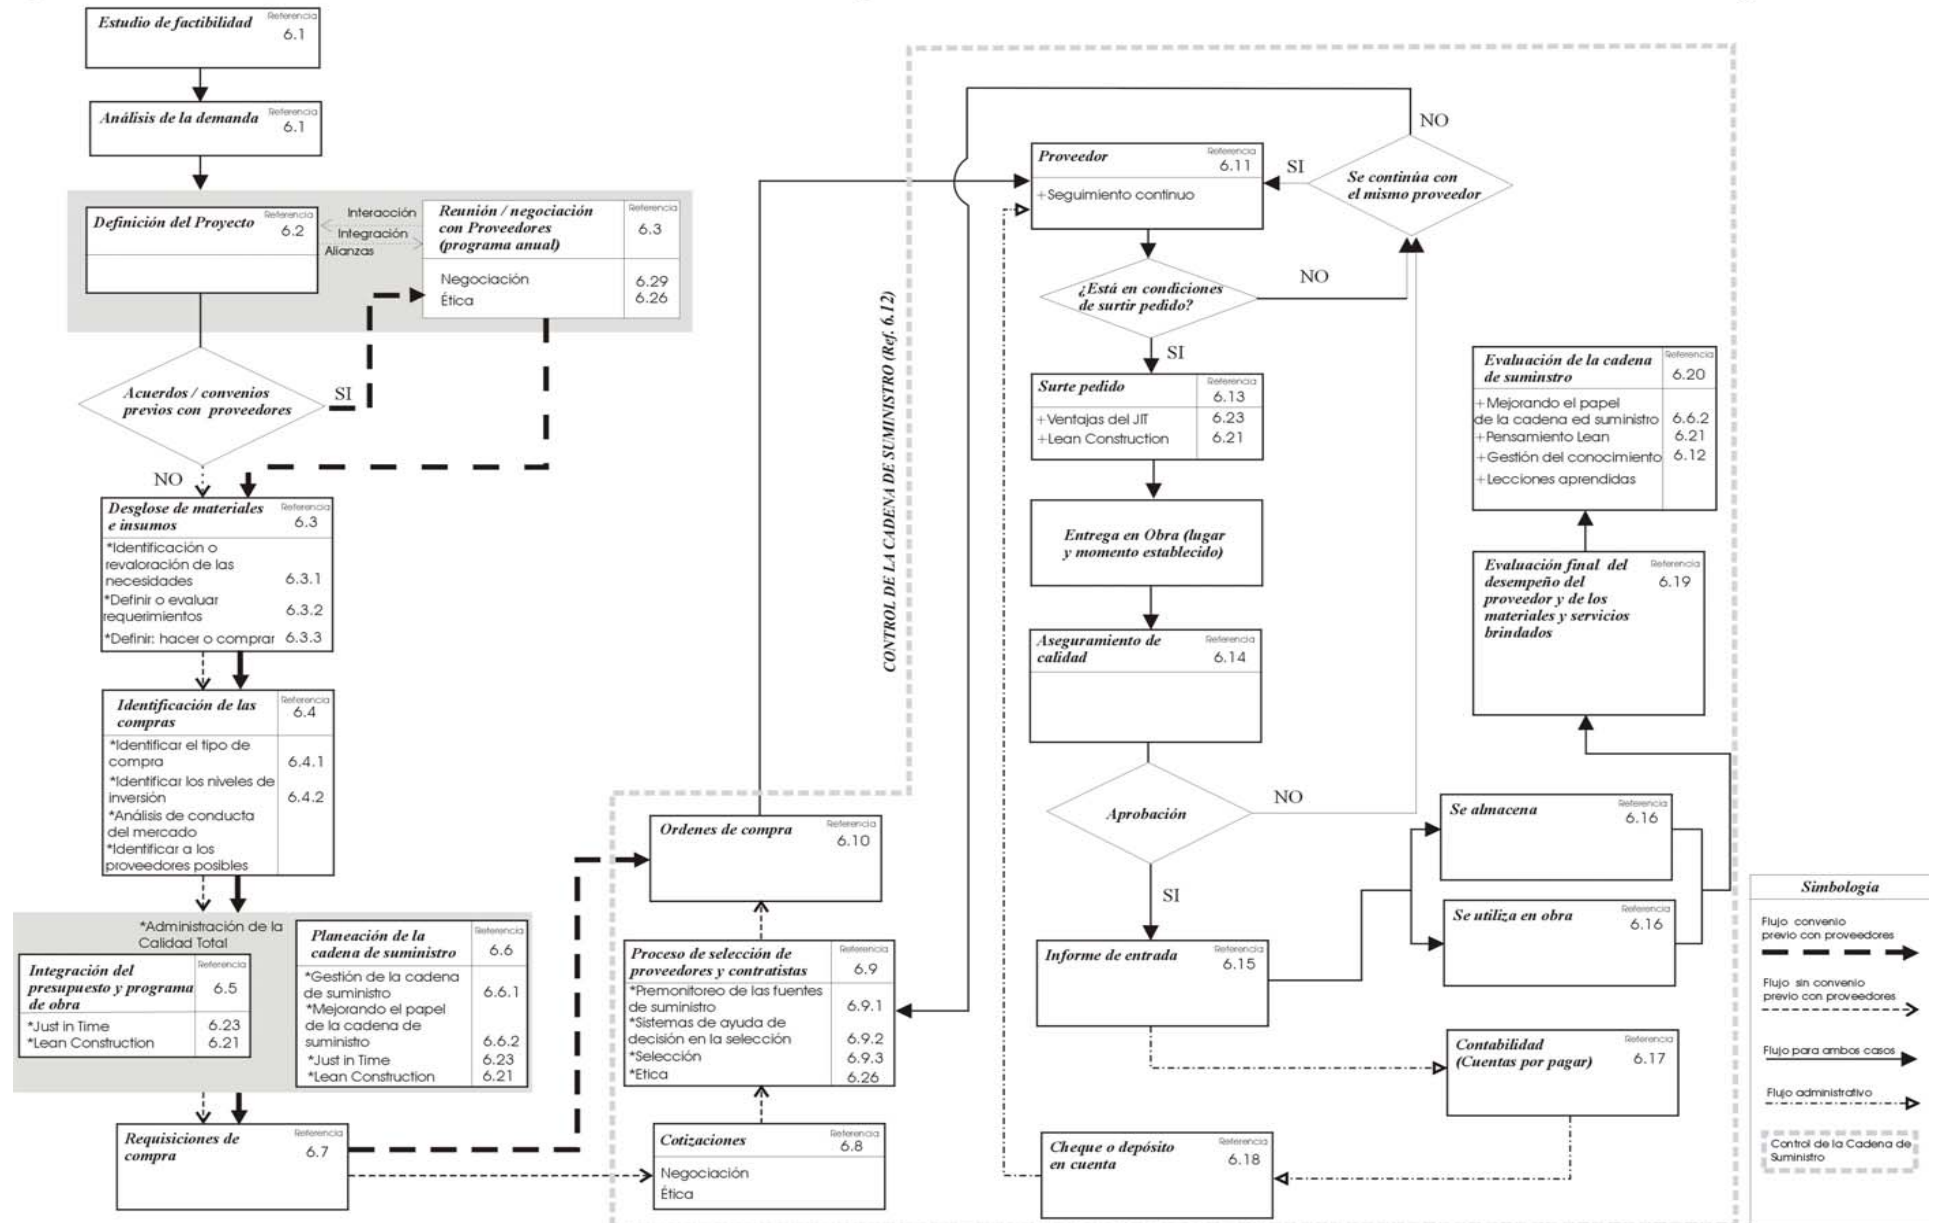 Estudio de factibilidad
Referencia
6.1
Análisis de la demanda
Referencia
6.1
Definición del Proyecto
Referencia
6.2
Interacción
Integración
Alianzas
Reunión / negociación
con Proveedores
(programa anual)
Referencia
6.3
Negociación
6.29
Ética
6.26
Acuerdos / convenios
previos con proveedores
SI
NO
Desglose de materiales
e insumos
Referencia
6.3
*Identificación o
revaloración de las
necesidades
6.3.1
*Definir o evaluar
requerimientos
6.3.2
*Definir: hacer o comprar
6.3.3
Identificación de las
compras
Referencia
6.4
*Identificar el tipo de
compra
6.4.1
*Identificar los niveles de
inversión
6.4.2
*Análisis de conducta
del mercado
*Identificar a los
proveedores posibles
*Administración de la
Calidad Total
Integración del
presupuesto y programa
de obra
Referencia
6.5
*Just in Time
6.23
*Lean Construction
6.21
Planeación de la
cadena de suministro
Referencia
6.6
*Gestión de la cadena
de suministro
6.6.1
*Mejorando el papel
de la cadena de
suministro
6.6.2
*Just in Time
6.23
*Lean Construction
6.21
Requisiciones de
compra
Referencia
6.7
Cotizaciones
Referencia
6.8
Negociación
Ética
Proceso de selección de
proveedores y contratistas
Referencia
6.9
*Premonitoreo de las fuentes
de suministro
6.9.1
*Sistemas de ayuda de
decisión en la selección
6.9.2
*Selección
6.9.3
*Etica
6.26
Ordenes de compra
Referencia
6.10
CONTROL DE LA CADENA DE SUMINISTRO (Ref. 6.12)
Proveedor
Referencia
6.11
+Seguimiento continuo
SI
Se continúa con
el mismo proveedor
NO
¿Está en condiciones
de surtir pedido?
NO
SI
Surte pedido
Referencia
6.13
+Ventajas del JIT
6.23
+Lean Construction
6.21
Entrega en Obra (lugar
y momento establecido)
Aseguramiento de
calidad
Referencia
6.14
Aprobación
NO
SI
Informe de entrada
Referencia
6.15
Se almacena
Referencia
6.16
Se utiliza en obra
Referencia
6.16
Contabilidad
(Cuentas por pagar)
Referencia
6.17
Cheque o depósito
en cuenta
Referencia
6.18
Evaluación final del
desempeño del
proveedor y de los
materiales y servicios
brindados
Referencia
6.19
Evaluación de la cadena
de suminstro
Referencia
6.20
+Mejorando el papel
de la cadena ed suministro
6.6.2
+Pensamiento Lean
6.21
+Gestión del conocimiento
6.12
+Lecciones aprendidas
Simbología
Flujo convenio
previo con proveedores
Flujo sin convenio
previo con proveedores
Flujo para ambos casos
Flujo administrativo
Control de la Cadena de
Suministro